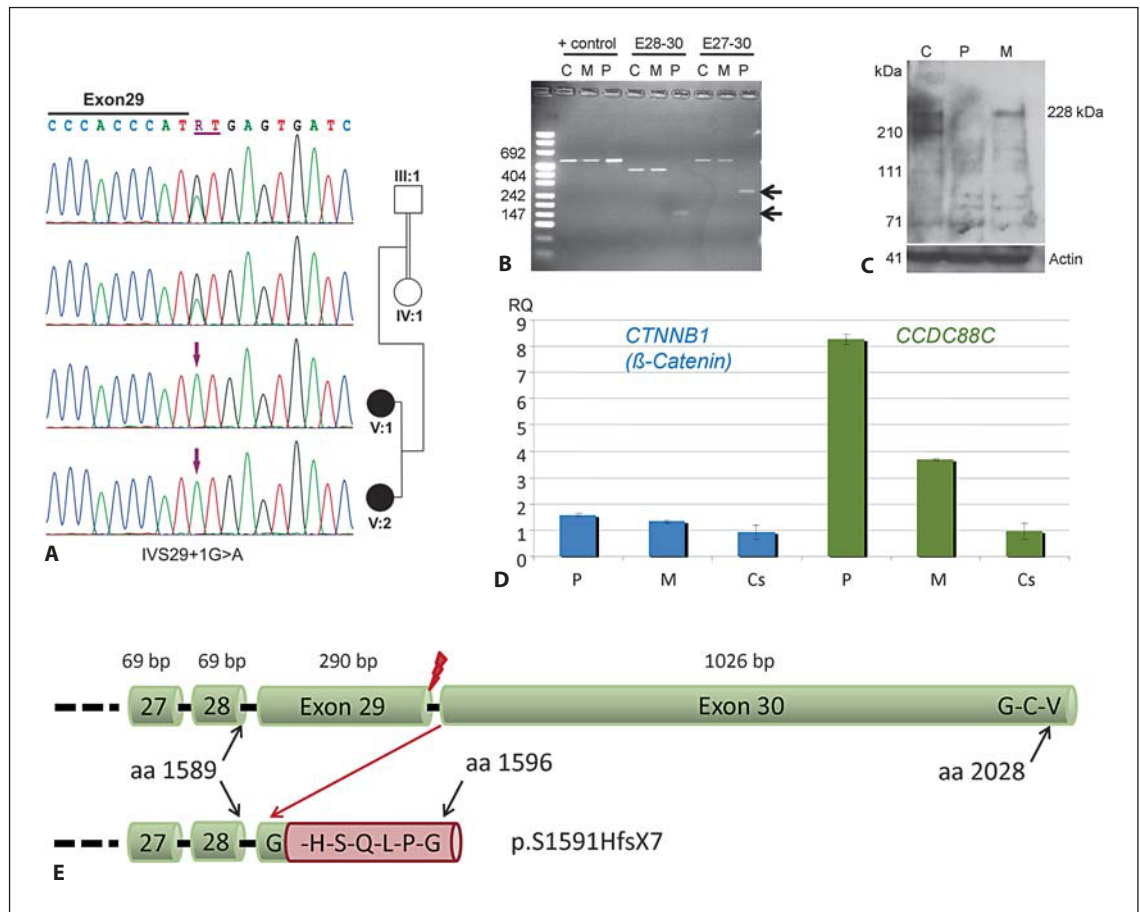 Exon29
C C C A C C C A T R T G A G T G A T C
III:1
IV:1
V:1
V:2
A
IVS29+1G>A
+ control E28-30 E27-30
C M P C M P C M P
692
404
242
147
B
C P M
kDa
228 kDa
210
111
71
41
Actin
C
RQ
9
8
7
6
5
4
3
2
1
0
CTNNB1
(ß-Catenin)
CCDC88C
P M Cs P M Cs
D
69 bp 69 bp 290 bp 1026 bp
27 28 Exon 29 Exon 30 G-C-V
aa 1589 aa 1596 aa 2028
27 28 G -H-S-Q-L-P-G p.S1591HfsX7
E